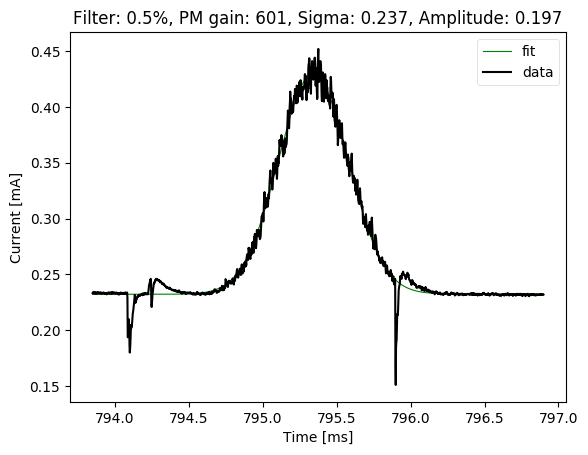 Filter: 0.5%, PM gain: 601, Sigma: 0.237, Amplitude: 0.197
fit
data
0.45
0.40
0.35
0.30
0.25
0.20
0.15
Current [mA]
794.0 794.5 795.0 795.5 796.0 796.5 797.0
Time [ms]